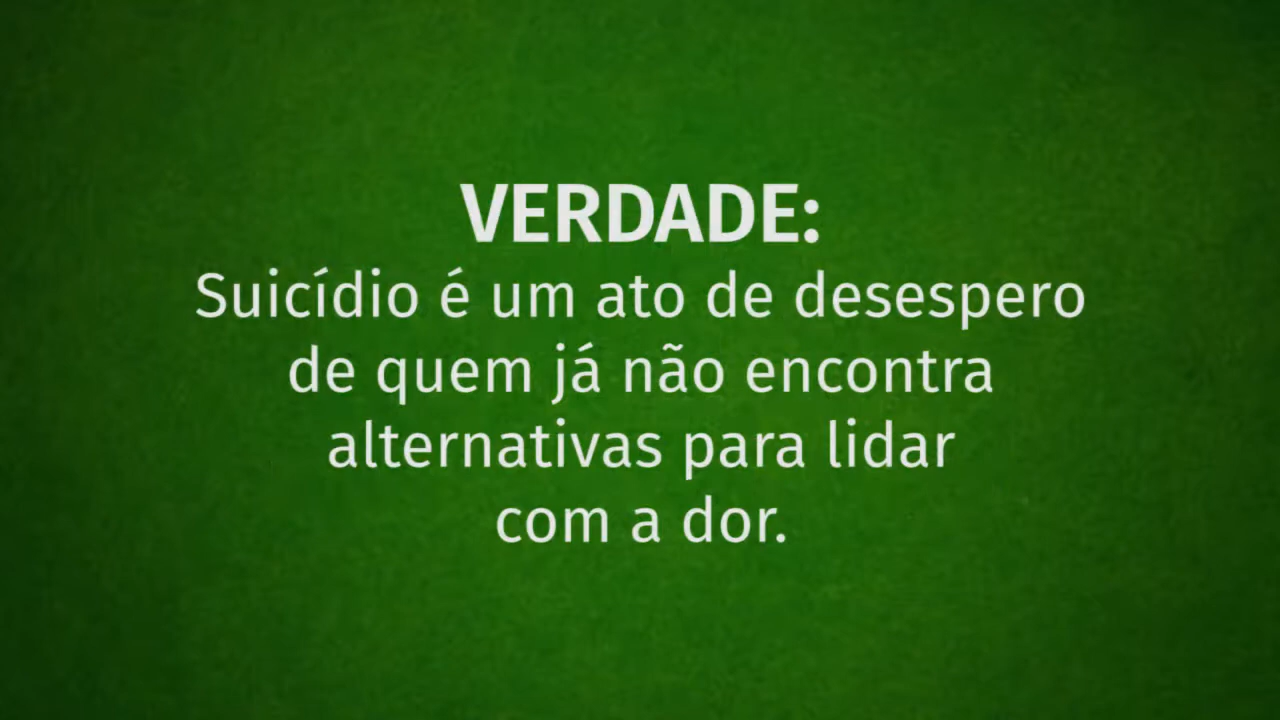 VERDADE:
Suicídio é um ato de desespero
de quem já não encontra
alternativas para lidar
com a dor.